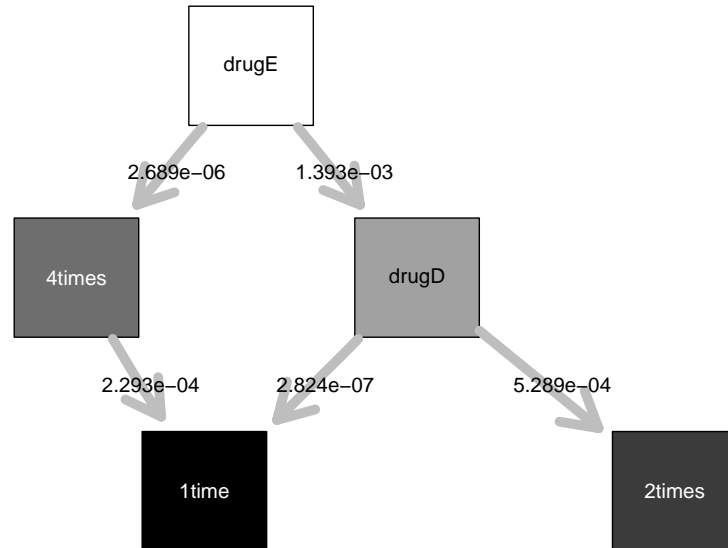 drugE
2.689e−06
1.393e−03
4times
drugD
2.293e−04
2.824e−07
5.289e−04
1time
2times